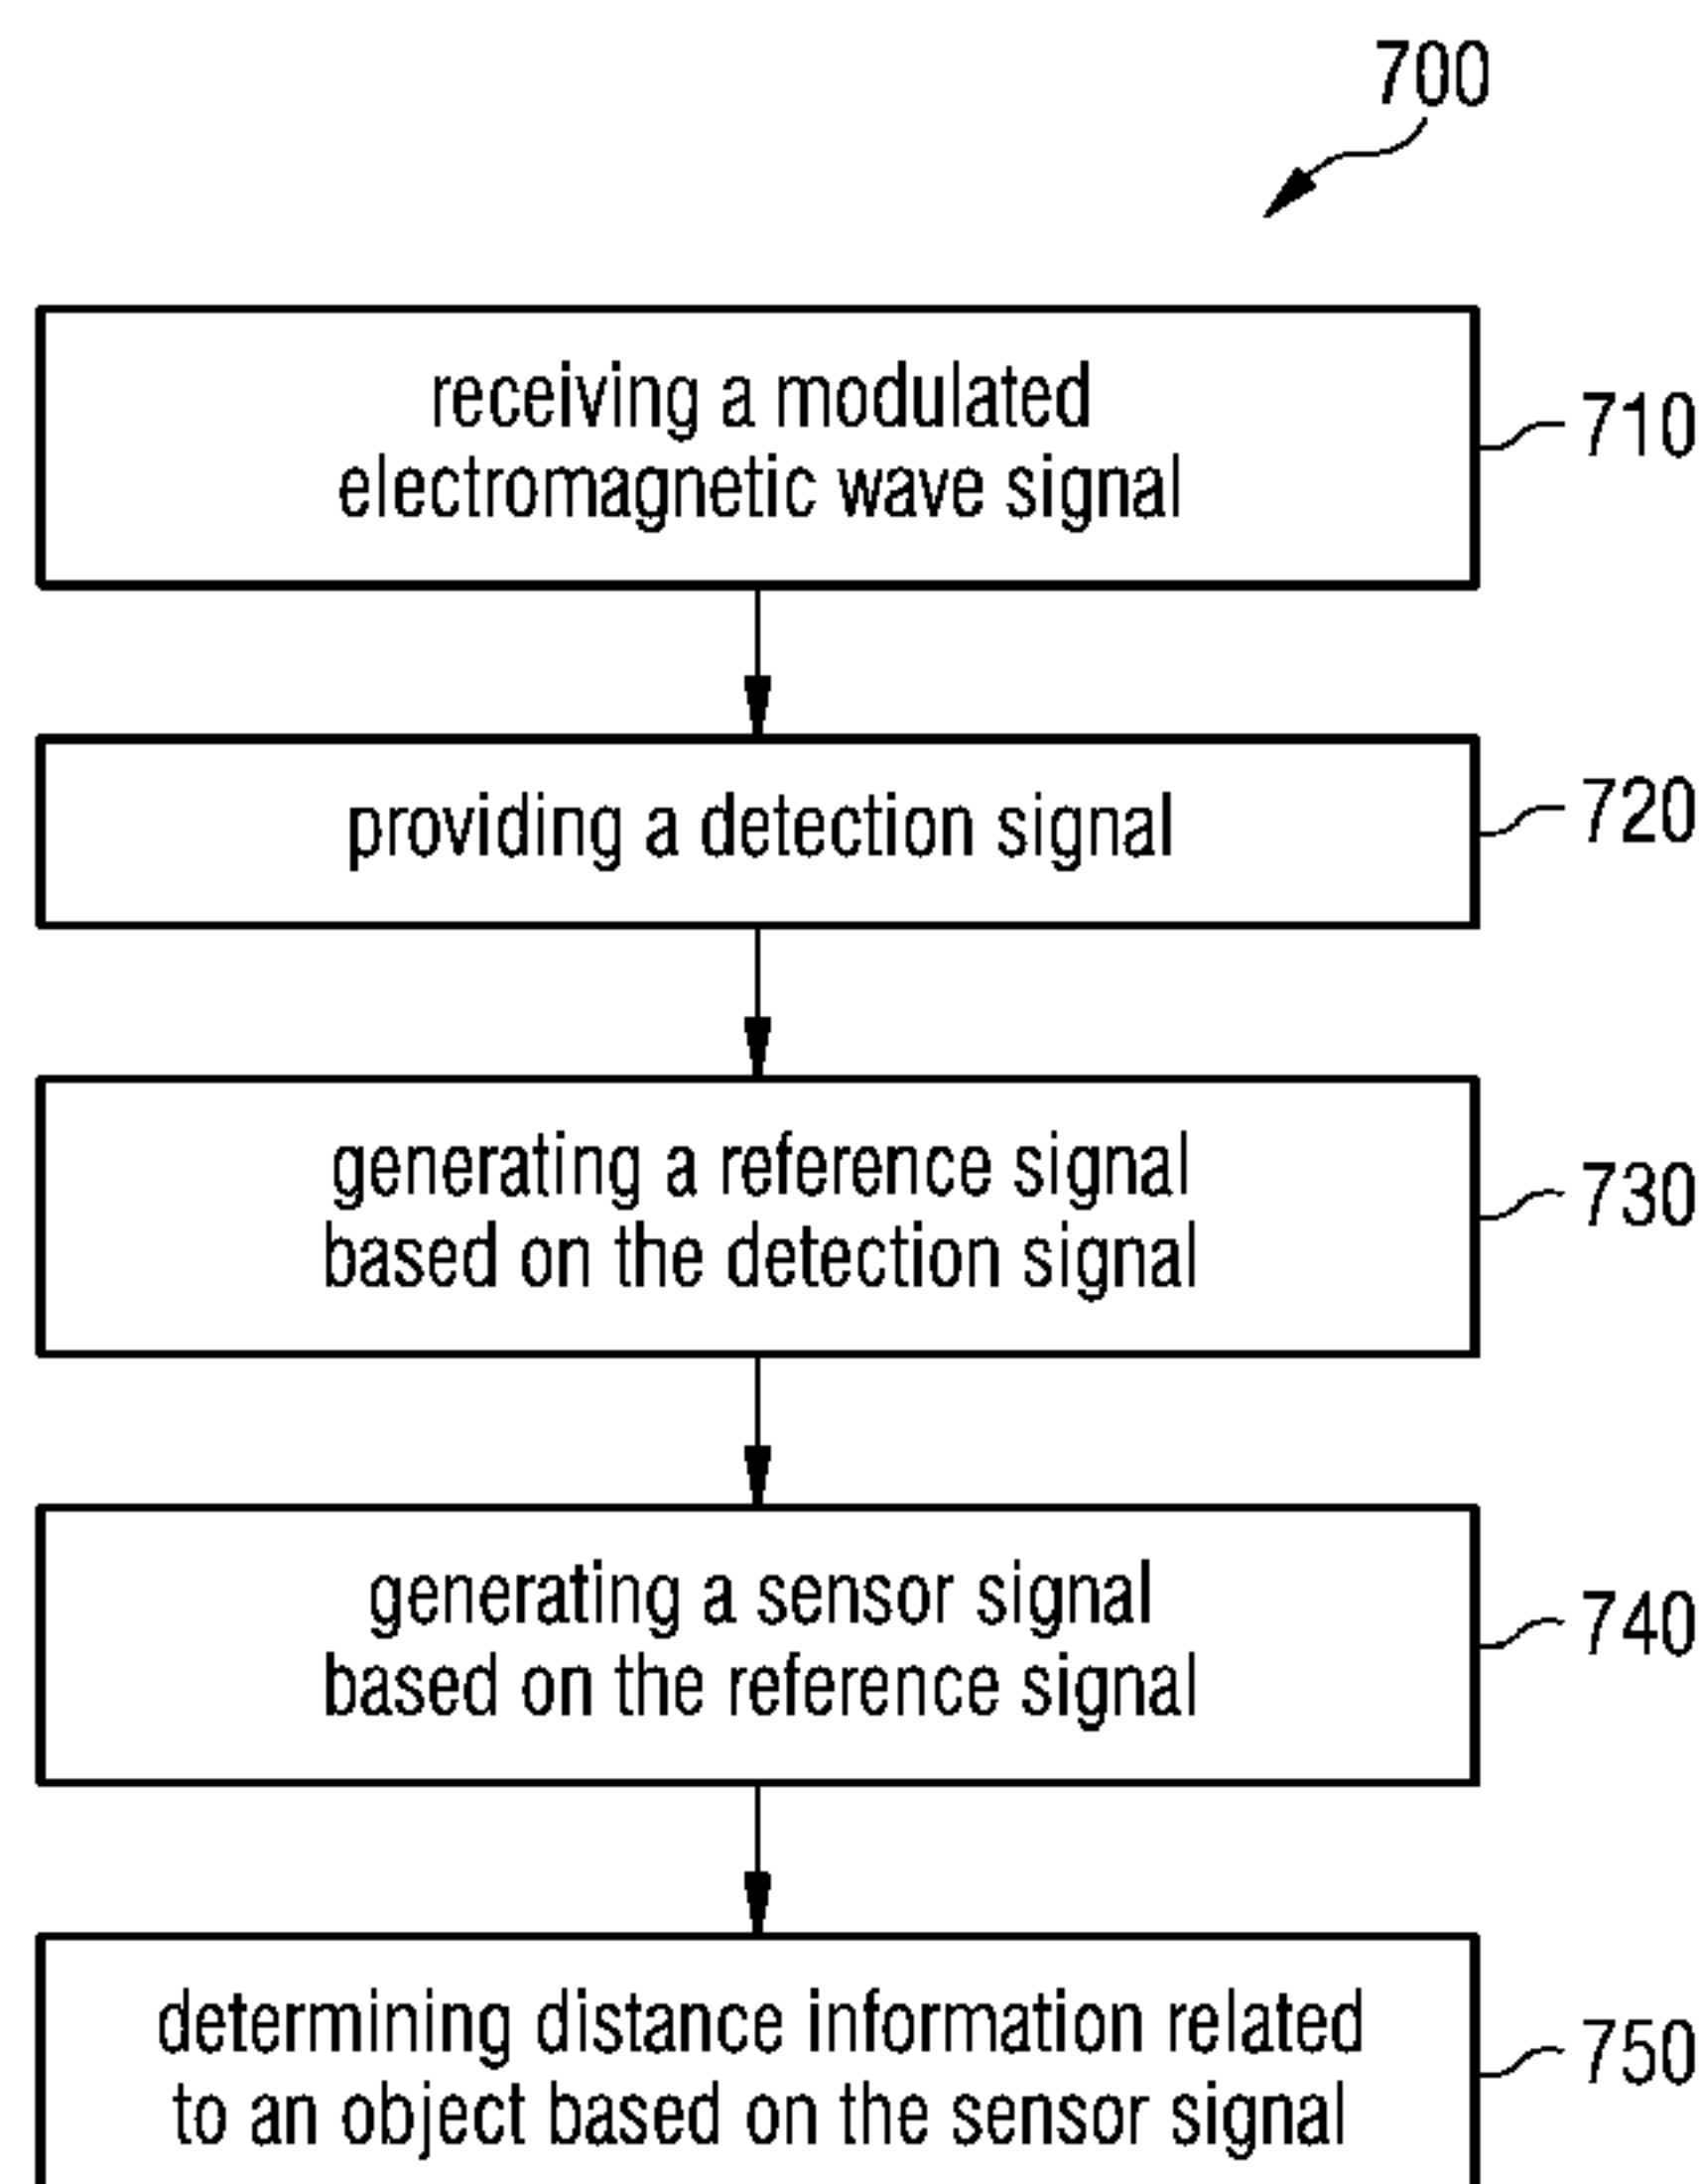 700
receiving a modulated
electromagnetic wave signal
710
providing a detection signal
720
generating a reference signal
based on the detection signal
730
generating a sensor signal
based on the reference signal
740
determining distance information related
to an object based on the sensor signal
750